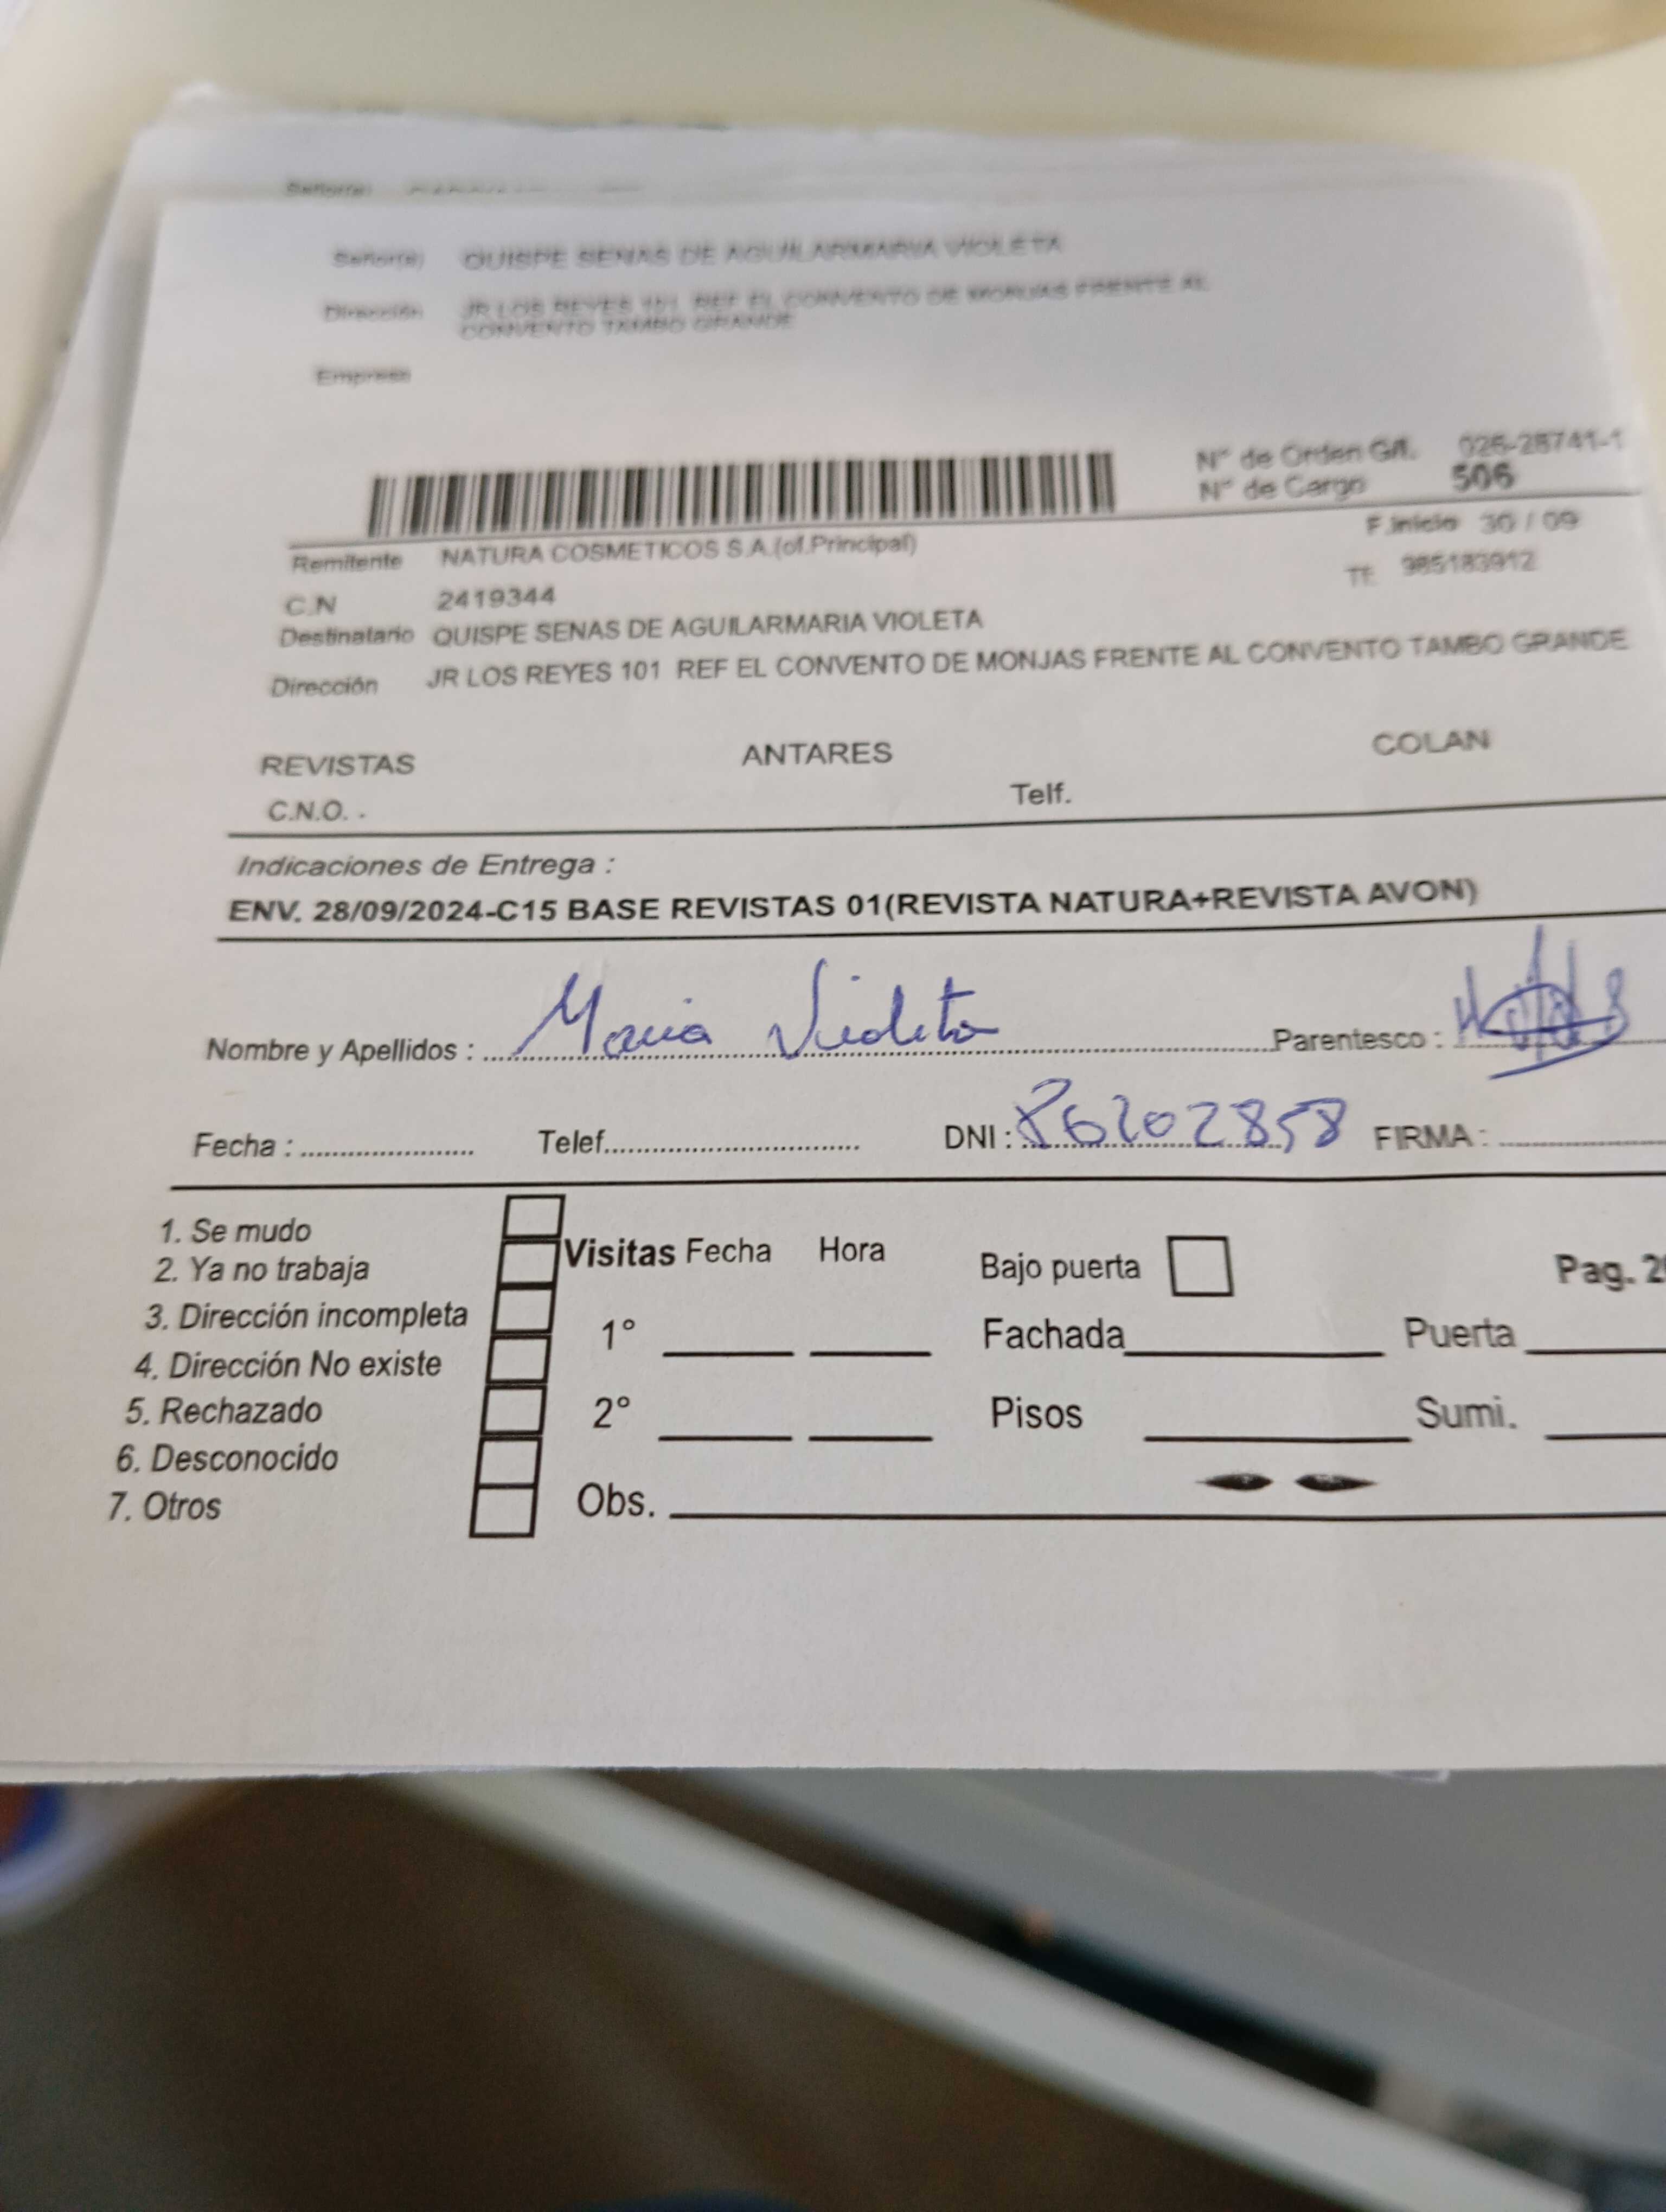 Señor(a)
Señor(a) QUISPE SENAS DE AGUILARMARIA VIOLETA
Dirección JR LOS REYES 101 REF EL CONVENTO DE MONJAS FRENTE AL
CONVENTO TAMBO GRANDE
Empresa
N° de Orden G/I. 026-28741-1
N° de Cargo 506
F.Inicio 30 / 09
Remitente NATURA COSMETICOS S.A.(of.Principal)
Tf. 985183912
C.N 2419344
Destinatario QUISPE SENAS DE AGUILARMARIA VIOLETA
Dirección JR LOS REYES 101 REF EL CONVENTO DE MONJAS FRENTE AL CONVENTO TAMBO GRANDE
REVISTAS ANTARES COLAN
C.N.O. . Telf.
Indicaciones de Entrega :
ENV. 28/09/2024-C15 BASE REVISTAS 01(REVISTA NATURA+REVISTA AVON)
Nombre y Apellidos : Maria Violeta Parentesco :
Fecha : Telef. DNI : 80202858 FIRMA :
1. Se mudo
2. Ya no trabaja
3. Dirección incompleta
4. Dirección No existe
5. Rechazado
6. Desconocido
7. Otros
Visitas Fecha Hora Bajo puerta Pag. 2
1° Fachada Puerta
2° Pisos Sumi.
Obs.